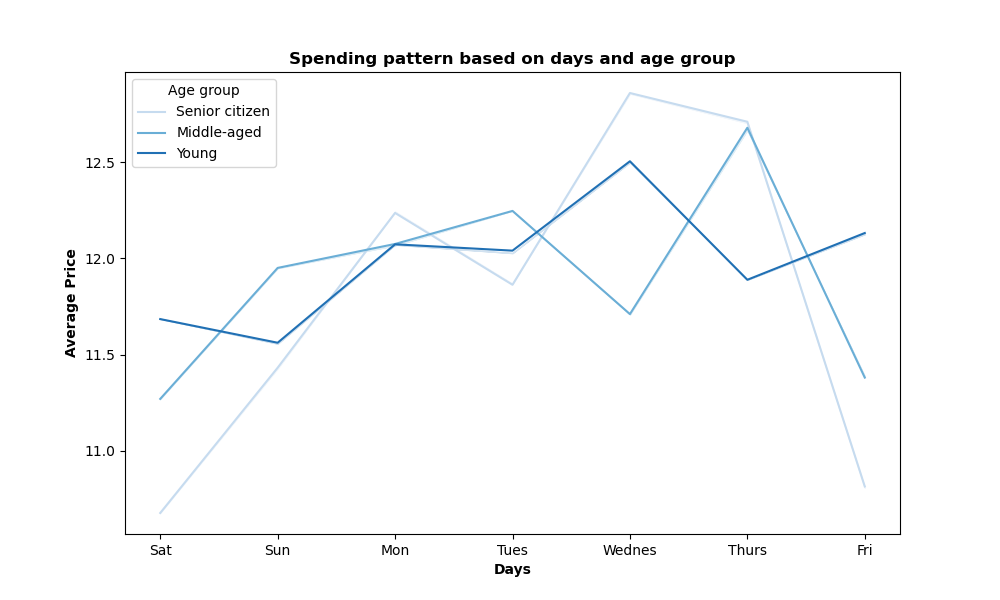 Spending pattern based on days and age group
Age group
Senior citizen
Middle-aged
Young
12.5
12.0
11.5
11.0
Average Price
Sat Sun Mon Tues Wednes Thurs Fri
Days